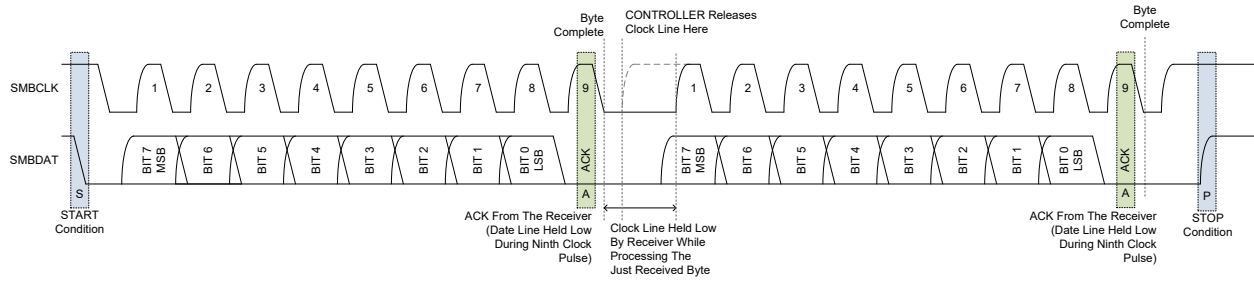 Byte
Complete
CONTROLLER Releases
Clock Line Here
Byte
Complete
SMBCLK
1 2 3 4 5 6 7 8 9 1 2 3 4 5 6 7 8 9
SMBDAT
BIT 7
MSB
BIT 6
BIT 5
BIT 4
BIT 3
BIT 2
BIT 1
BIT 0
LSB
ACK
BIT 7
MSB
BIT 6
BIT 5
BIT 4
BIT 3
BIT 2
BIT 1
BIT 0
LSB
ACK
S
A
A
P
START
Condition
ACK From The Receiver
(Date Line Held Low
During Ninth Clock
Pulse)
Clock Line Held Low
By Receiver While
Processing The
Just Received Byte
ACK From The Receiver
(Date Line Held Low
During Ninth Clock
Pulse)
STOP
Condition